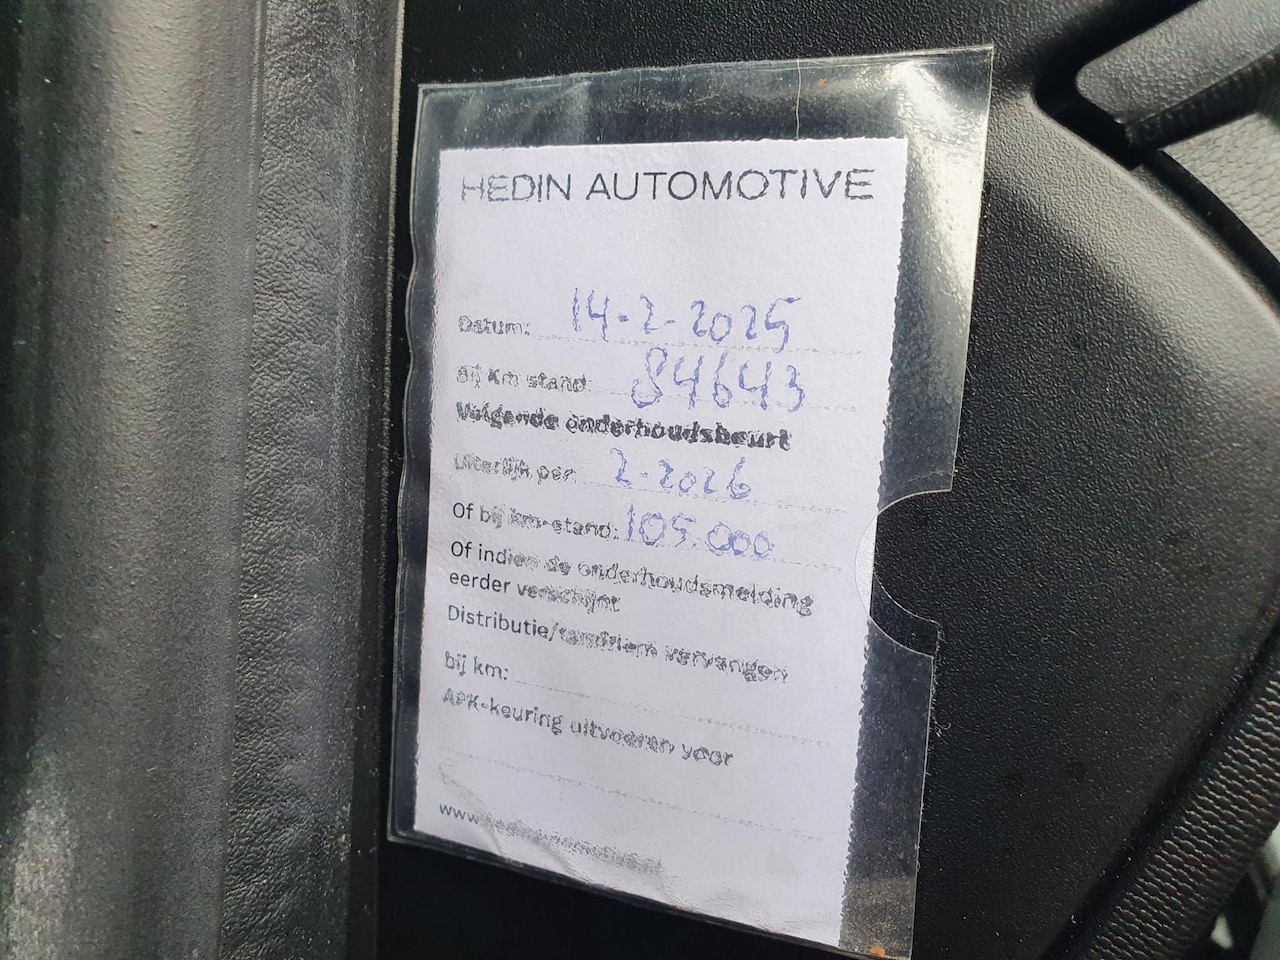 HEDIN AUTOMOTIVE
Datum: 14-2-2025
Bij Km stand: 84643
Volgende onderhoudsbeurt
Uiterlijk per: 2-2026
Of bij km-stand: 105.000
Of indien de onderhoudsmelding
eerder verschijnt
Distributie/tandriem vervangen
bij km:
APK-keuring uitvoeren voor